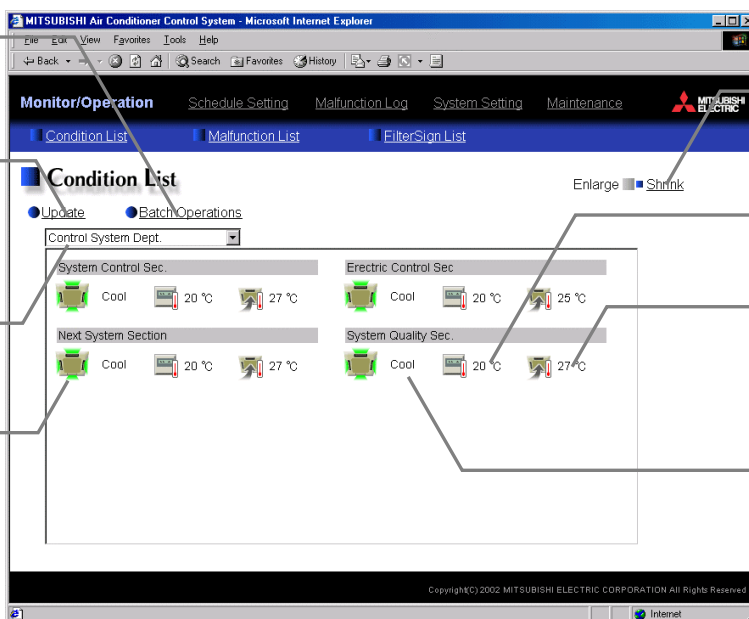 MITSUBISHI Air Conditioner Control System - Microsoft Internet Explorer
File Edit View Favorites Tools Help
Back Search Favorites History
Monitor/Operation Schedule Setting Malfunction Log System Setting Maintenance MITSUBISHI ELECTRIC
Condition List Malfunction List FilterSign List
Condition List
Enlarge Shrink
Update Batch Operations
Control System Dept.
System Control Sec. Erectric Control Sec
Cool 20 °C 27 °C Cool 20 °C 25 °C
Next System Section System Quality Sec.
Cool 20 °C 27 °C Cool 20 °C 27 °C
Copyright(C) 2002 MITSUBISHI ELECTRIC CORPORATION All Rights Reserved
Internet